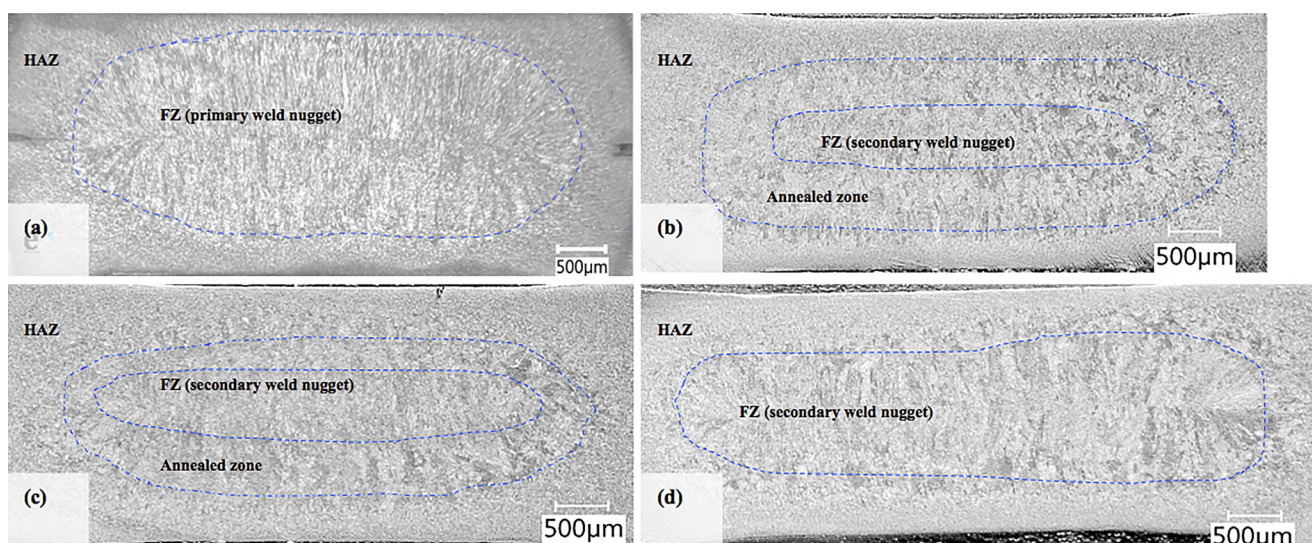 HAZ
FZ (primary weld nugget)
(a)
e
500µm
HAZ
FZ (secondary weld nugget)
Annealed zone
(b)
500µm
HAZ
FZ (secondary weld nugget)
Annealed zone
(c)
500µm
HAZ
FZ (secondary weld nugget)
(d)
500µm